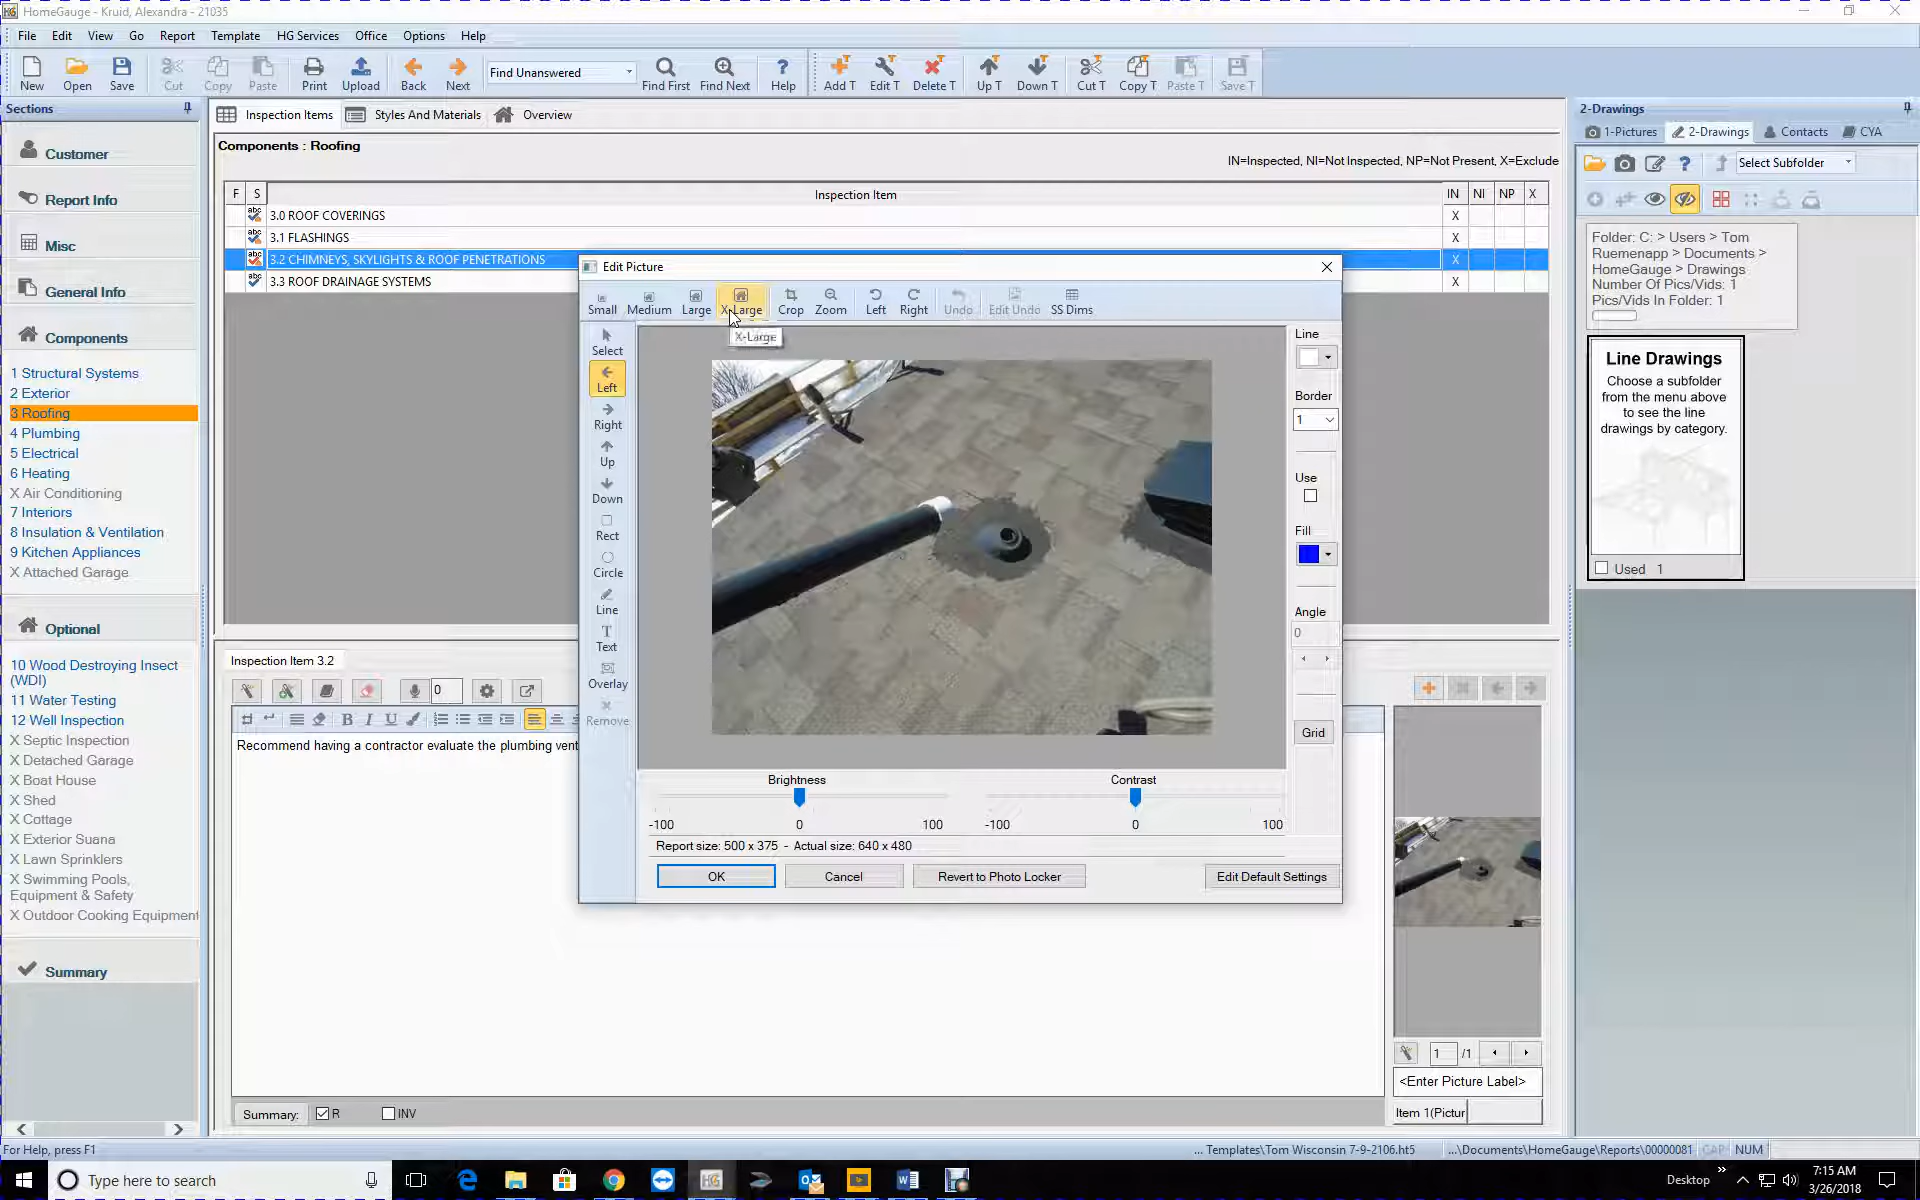 HomeGauge - Kruid, Alexandra - 21035
File Edit View Go Report Template HG Services Office Options Help
New Open Save Cut Copy Paste Print Upload Back Next Find Unanswered Find First Find Next Help Add T Edit T Delete T Up T Down T Cut T Copy T Paste T Save T
Sections
Customer
Report Info
Misc
General Info
Components
1 Structural Systems
2 Exterior
3 Roofing
4 Plumbing
5 Electrical
6 Heating
X Air Conditioning
7 Interiors
8 Insulation & Ventilation
9 Kitchen Appliances
X Attached Garage
Optional
10 Wood Destroying Insect
(WDI)
11 Water Testing
12 Well Inspection
X Septic Inspection
X Detached Garage
X Boat House
X Shed
X Cottage
X Exterior Suana
X Lawn Sprinklers
X Swimming Pools,
Equipment & Safety
X Outdoor Cooking Equipment
Summary
Inspection Items Styles And Materials Overview
Components : Roofing
IN=Inspected, NI=Not Inspected, NP=Not Present, X=Exclude
F S Inspection Item IN NI NP X
abc 3.0 ROOF COVERINGS X
abc 3.1 FLASHINGS X
abc 3.2 CHIMNEYS, SKYLIGHTS & ROOF PENETRATIONS X
abc 3.3 ROOF DRAINAGE SYSTEMS X
Edit Picture
Small Medium Large X-Large Crop Zoom Left Right Undo Edit Undo SS Dims
X-Large
Select
Left
Right
Up
Down
Rect
Circle
Line
Text
Overlay
Remove
Line
Border
1
Use
Fill
Angle
0
Grid
Brightness Contrast
-100 0 100 -100 0 100
Report size: 500 x 375 - Actual size: 640 x 480
OK Cancel Revert to Photo Locker Edit Default Settings
Inspection Item 3.2
0
B I U
Recommend having a contractor evaluate the plumbing vent
Summary: R INV
1 /1
<Enter Picture Label>
Item 1(Pictur
2-Drawings
1-Pictures 2-Drawings Contacts CYA
Select Subfolder
Folder: C: > Users > Tom
Ruemenapp > Documents >
HomeGauge > Drawings
Number Of Pics/Vids: 1
Pics/Vids In Folder: 1
Line Drawings
Choose a subfolder
from the menu above
to see the line
drawings by category.
Used 1
For Help, press F1
... Templates\Tom Wisconsin 7-9-2106.ht5 ...\Documents\HomeGauge\Reports\00000081 CAP NUM
Type here to search
Desktop
7:15 AM
3/26/2018